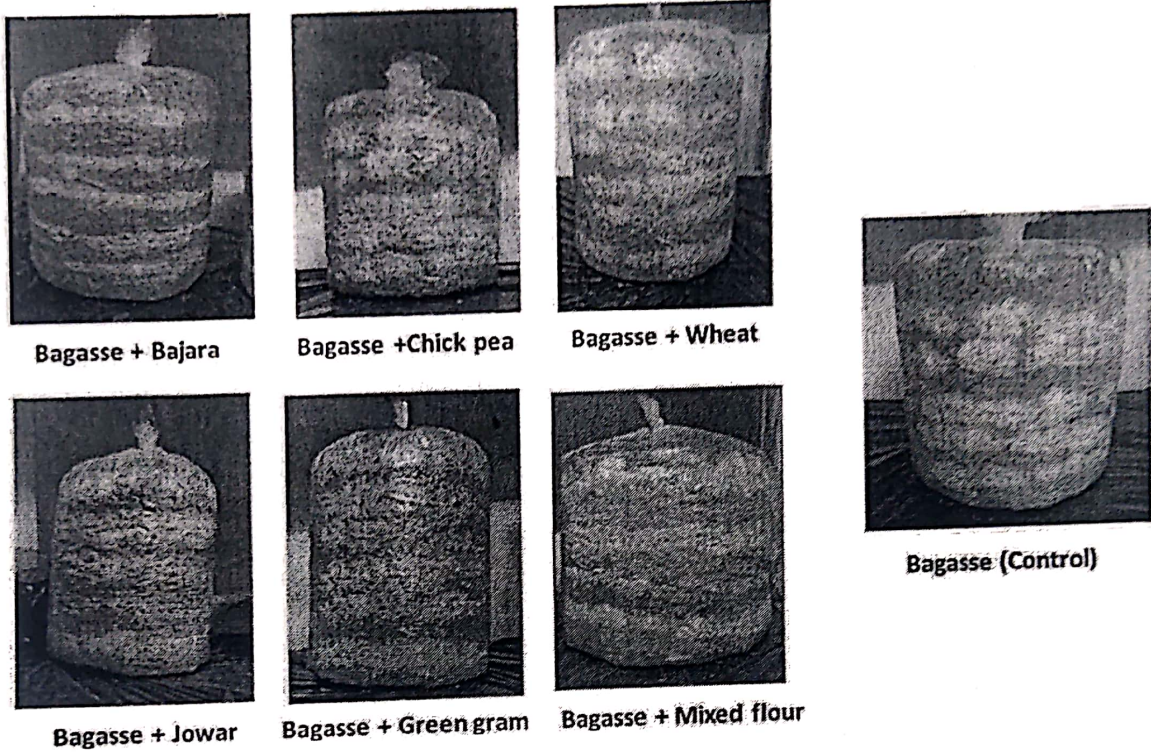 Bagasse + Bajara
Bagasse +Chick pea
Bagasse + Wheat
Bagasse (Control)
Bagasse + Jowar
Bagasse + Green gram
Bagasse + Mixed flour